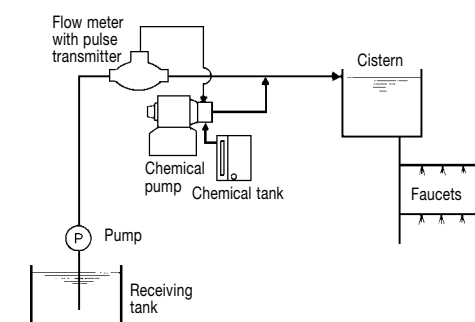 Flow meter
with pulse
transmitter
Cistern
Chemical
pump
Chemical tank
Faucets
P
Pump
Receiving
tank